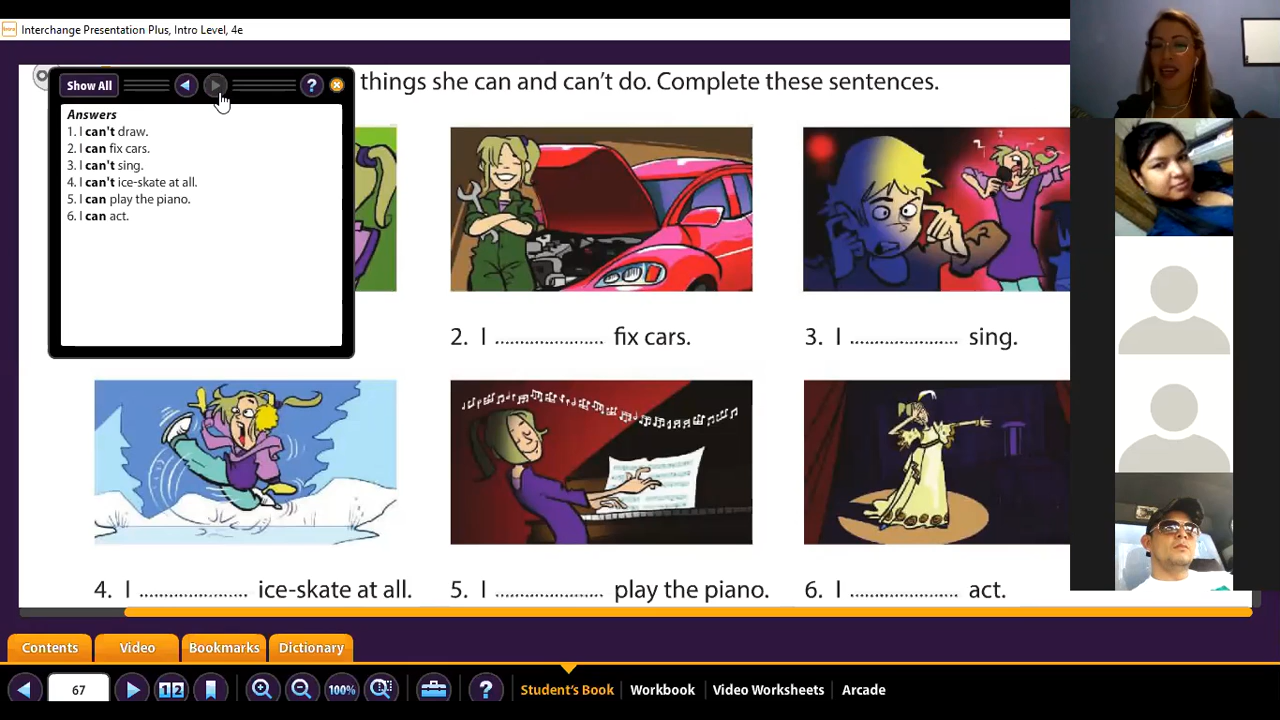 Interchange Presentation Plus, Intro Level, 4e
Show All
?
things she can and can't do. Complete these sentences.
Answers
1. I can't draw.
2. I can fix cars.
3. I can't sing.
4. I can't ice-skate at all.
5. I can play the piano.
6. I can act.
2. I .................... fix cars.
3. I .................... sing.
4. I .................... ice-skate at all.
5. I .................... play the piano.
6. I .................... act.
Contents
Video
Bookmarks
Dictionary
67
12
100%
?
Student's Book
Workbook
Video Worksheets
Arcade